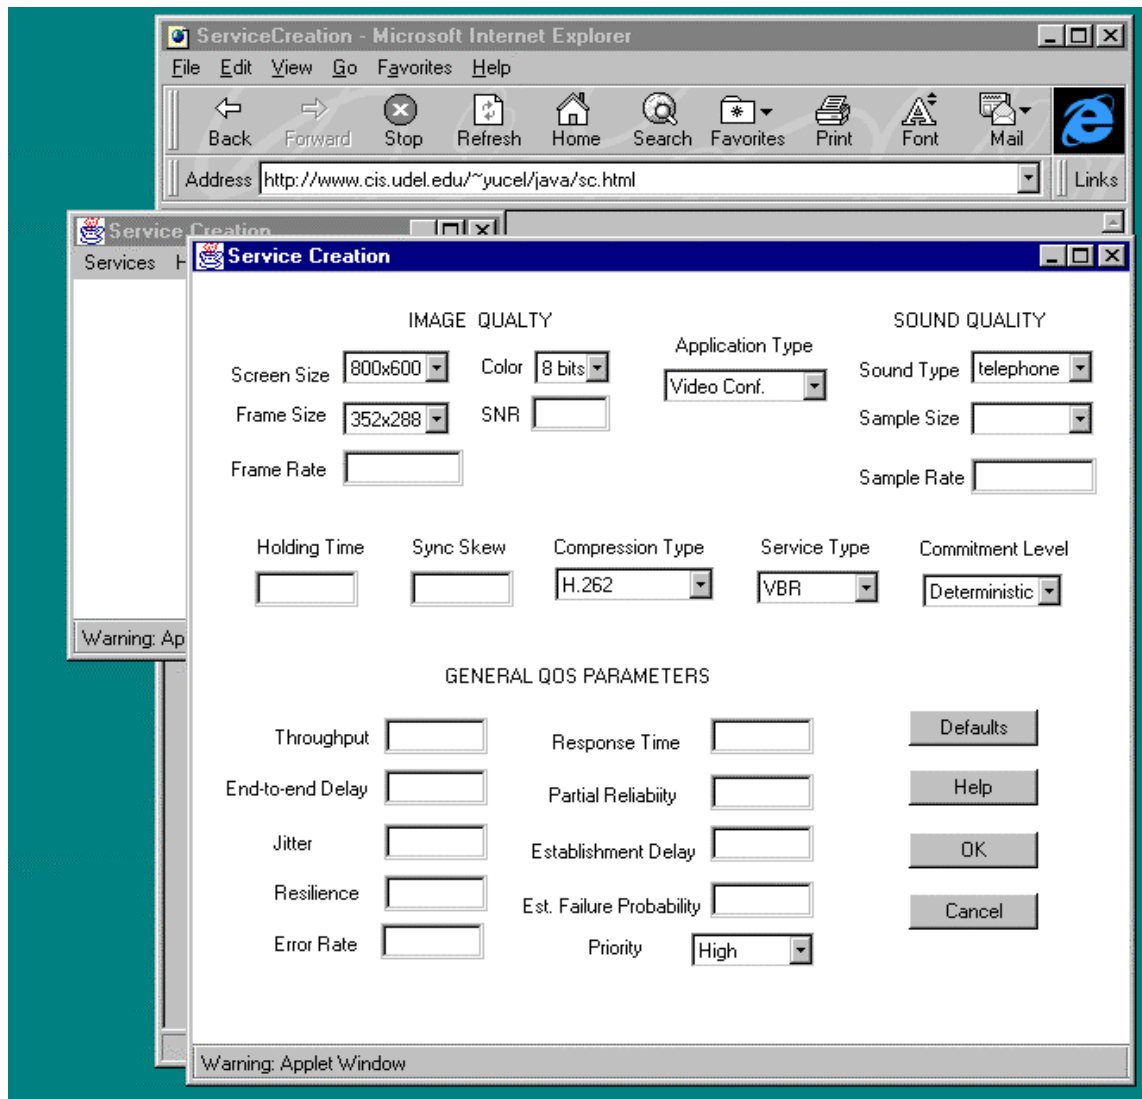 ServiceCreation - Microsoft Internet Explorer
File Edit View Go Favorites Help
Back Forward Stop Refresh Home Search Favorites Print Font Mail
Address http://www.cis.udel.edu/~yucel/java/sc.html Links
Service Creation
Services H
Warning: Ap
Service Creation
IMAGE QUALTY SOUND QUALITY
Application Type
Screen Size 800x600 Color 8 bits Video Conf. Sound Type telephone
Frame Size 352x288 SNR Sample Size
Frame Rate Sample Rate
Holding Time Sync Skew Compression Type Service Type Commitment Level
H.262 VBR Deterministic
GENERAL QOS PARAMETERS
Throughput Response Time Defaults
End-to-end Delay Partial Reliabiity Help
Jitter Establishment Delay OK
Resilience Est. Failure Probability Cancel
Error Rate Priority High
Warning: Applet Window